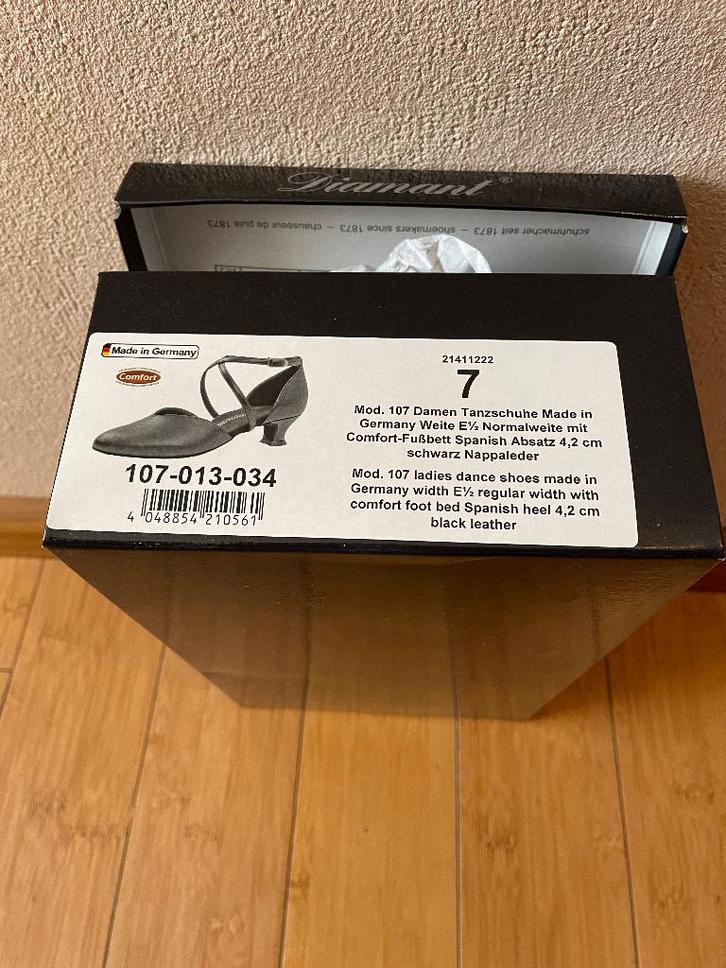 Diamant®
schuhmacher seit 1873 – shoemakers since 1873 – chausseur de puis 1873
Made in Germany
Comfort
107-013-034
4 048854 210561
21411222
7
Mod. 107 Damen Tanzschuhe Made in
Germany Weite E½ Normalweite mit
Comfort-Fußbett Spanish Absatz 4,2 cm
schwarz Nappaleder
Mod. 107 ladies dance shoes made in
Germany width E½ regular width with
comfort foot bed Spanish heel 4,2 cm
black leather